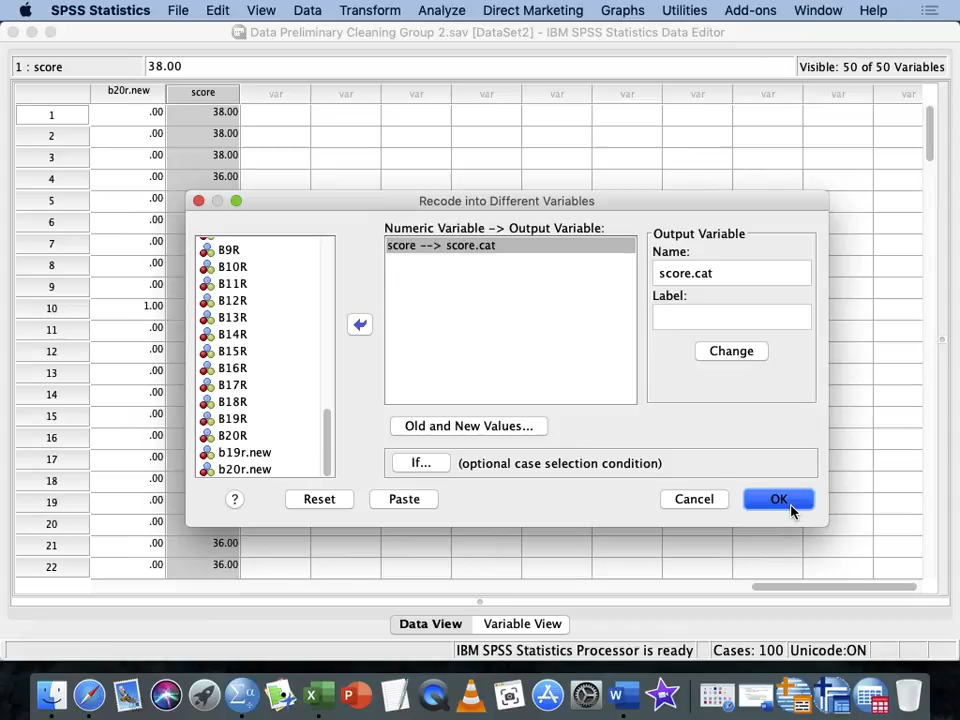 SPSS Statistics File Edit View Data Transform Analyze Direct Marketing Graphs Utilities Add-ons Window Help
Data Preliminary Cleaning Group 2.sav [DataSet2] - IBM SPSS Statistics Data Editor
1 : score 38.00 Visible: 50 of 50 Variables
b20r.new score var var var var var var var var var var
1 .00 38.00
2 .00 38.00
3 .00 38.00
4 .00 36.00
5 .00
6 .00
7 .00
8 .00
9 .00
10 1.00
11 .00
12 .00
13 .00
14 .00
15 .00
16 .00
17 .00
18 .00
19 .00
20 .00
21 .00 36.00
22 .00 36.00
Recode into Different Variables
B9R
B10R
B11R
B12R
B13R
B14R
B15R
B16R
B17R
B18R
B19R
B20R
b19r.new
b20r.new
Numeric Variable -> Output Variable:
score --> score.cat
Output Variable
Name:
score.cat
Label:
Change
Old and New Values...
If... (optional case selection condition)
? Reset Paste Cancel OK
Data View Variable View
IBM SPSS Statistics Processor is ready Cases: 100 Unicode:ON